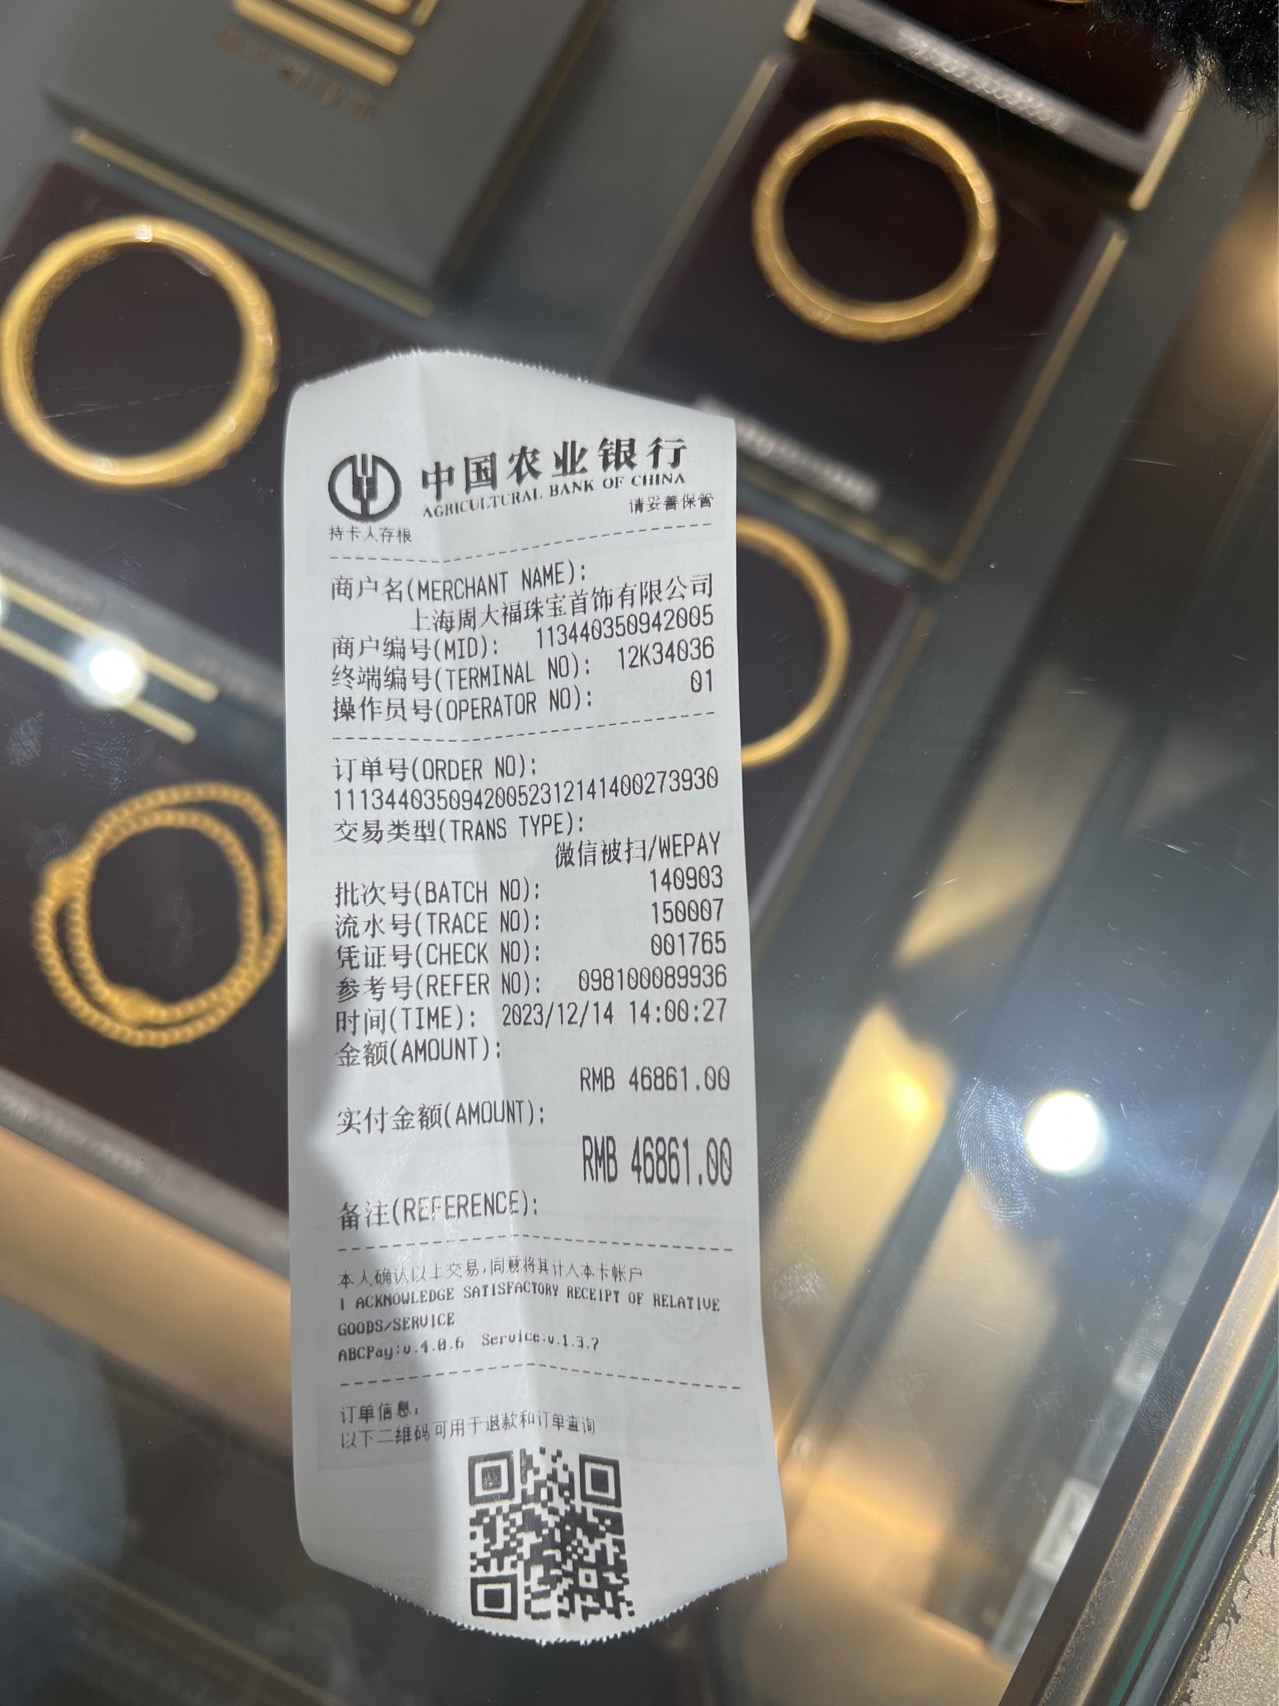 中国农业银行
AGRICULTURAL BANK OF CHINA
持卡人存根 请妥善保管
商户名(MERCHANT NAME):
上海周大福珠宝首饰有限公司
商户编号(MID): 113440350942005
终端编号(TERMINAL NO): 12K34036
操作员号(OPERATOR NO): 01
订单号(ORDER NO):
11134403509420052312141400273930
交易类型(TRANS TYPE):
微信被扫/WEPAY
批次号(BATCH NO): 140903
流水号(TRACE NO): 150007
凭证号(CHECK NO): 001765
参考号(REFER NO): 098100089936
时间(TIME): 2023/12/14 14:00:27
金额(AMOUNT):
RMB 46861.00
实付金额(AMOUNT):
RMB 46861.00
备注(REFERENCE):
本人确认以上交易,同意将其计入本卡帐户
I ACKNOWLEDGE SATISFACTORY RECEIPT OF RELATIVE
GOODS/SERVICE
ABCPay:v.4.0.6 Service:v.1.3.7
订单信息,
以下二维码可用于退款和订单查询